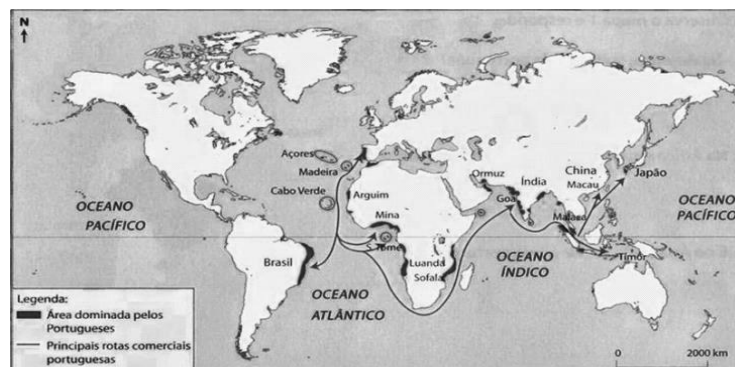 N
Açores
Madeira
Cabo Verde
Arguim
Mina
Tomé
Brasil
Luanda
Sofala
Ormuz
Goa
Índia
China
Macau
Japão
Malaca
Timor
OCEANO
PACÍFICO
OCEANO
ATLÂNTICO
OCEANO
ÍNDICO
OCEANO
PACÍFICO
Legenda:
Área dominada pelos
Portugueses
Principais rotas comerciais
portuguesas
0 2000 km